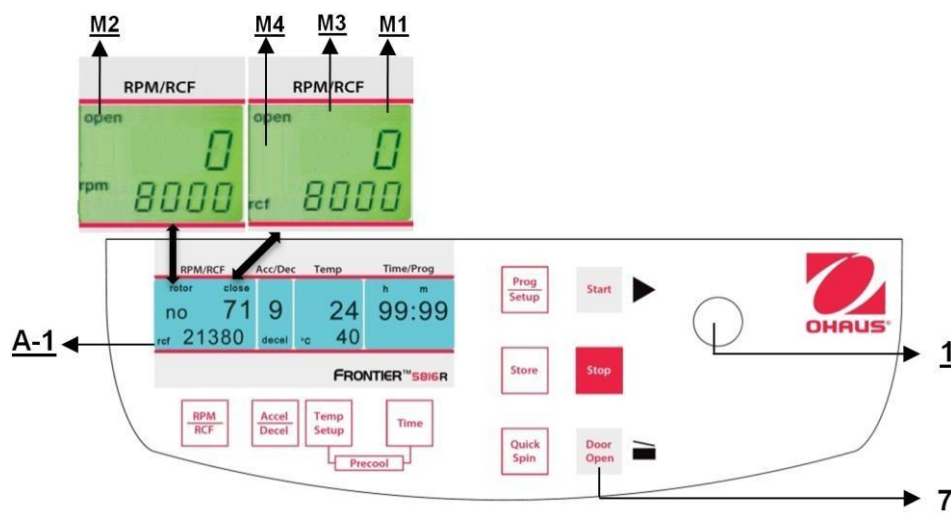 M2
M4
M3
M1
RPM/RCF
RPM/RCF
open
0
rpm
8000
open
0
rcf
8000
RPM/RCF Acc/Dec Temp Time/Prog
rotor close
h m
no 71 9 24 99:99
rcf 21380 decel °C 40
A-1
FRONTIER™ 5816R
RPM
RCF
Accel
Decel
Temp
Setup
Time
Precool
Prog
Setup
Start
Store
Stop
Quick
Spin
Door
Open
OHAUS®
1
7